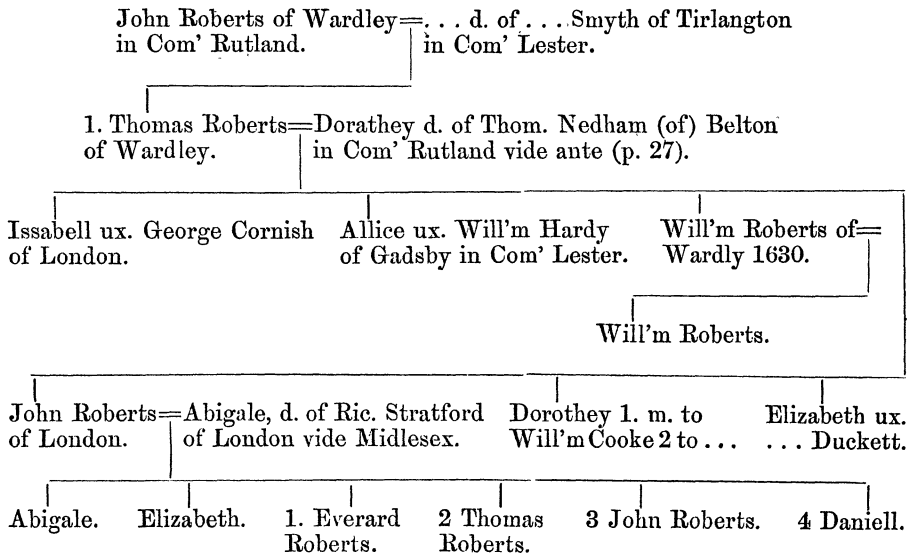 John Roberts of Wardley=. . . d. of . . . Smyth of Tirlangton
in Com' Rutland. in Com' Lester.
1. Thomas Roberts=Dorathey d. of Thom. Nedham (of) Belton
of Wardley. in Com' Rutland vide ante (p. 27).
Issabell ux. George Cornish
of London.
Allice ux. Will'm Hardy
of Gadsby in Com' Lester.
Will'm Roberts of=
Wardly 1630.
Will'm Roberts.
John Roberts=Abigale, d. of Ric. Stratford
of London. of London vide Midlesex.
Dorothey 1. m. to
Will'm Cooke 2 to . . .
Elizabeth ux.
. . . Duckett.
Abigale.
Elizabeth.
1. Everard
Roberts.
2 Thomas
Roberts.
3 John Roberts.
4 Daniell.